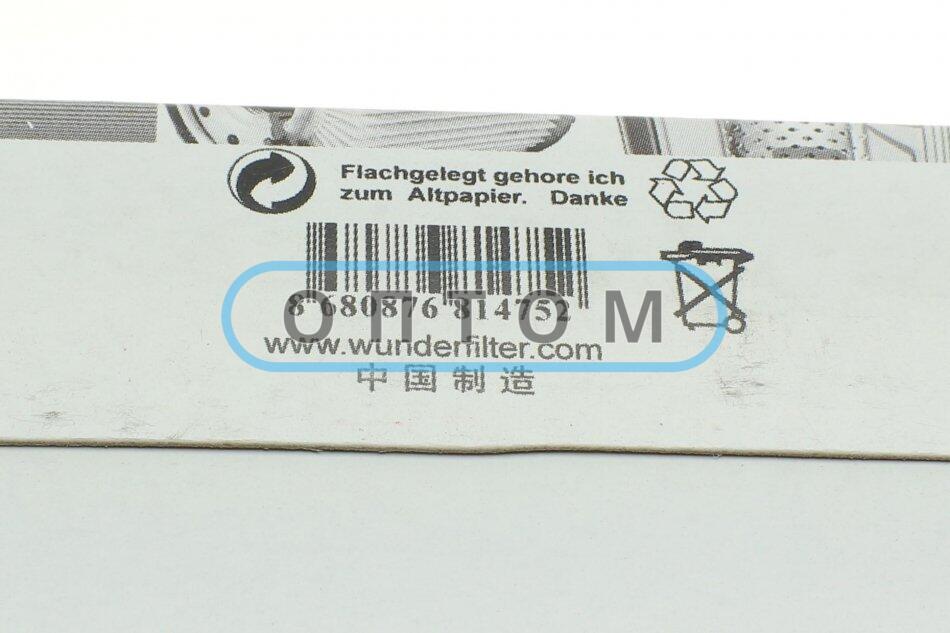 Flachgelegt gehore ich
zum Altpapier. Danke
8 680876 814752
ОПТОМ
www.wunderfilter.com
中国制造